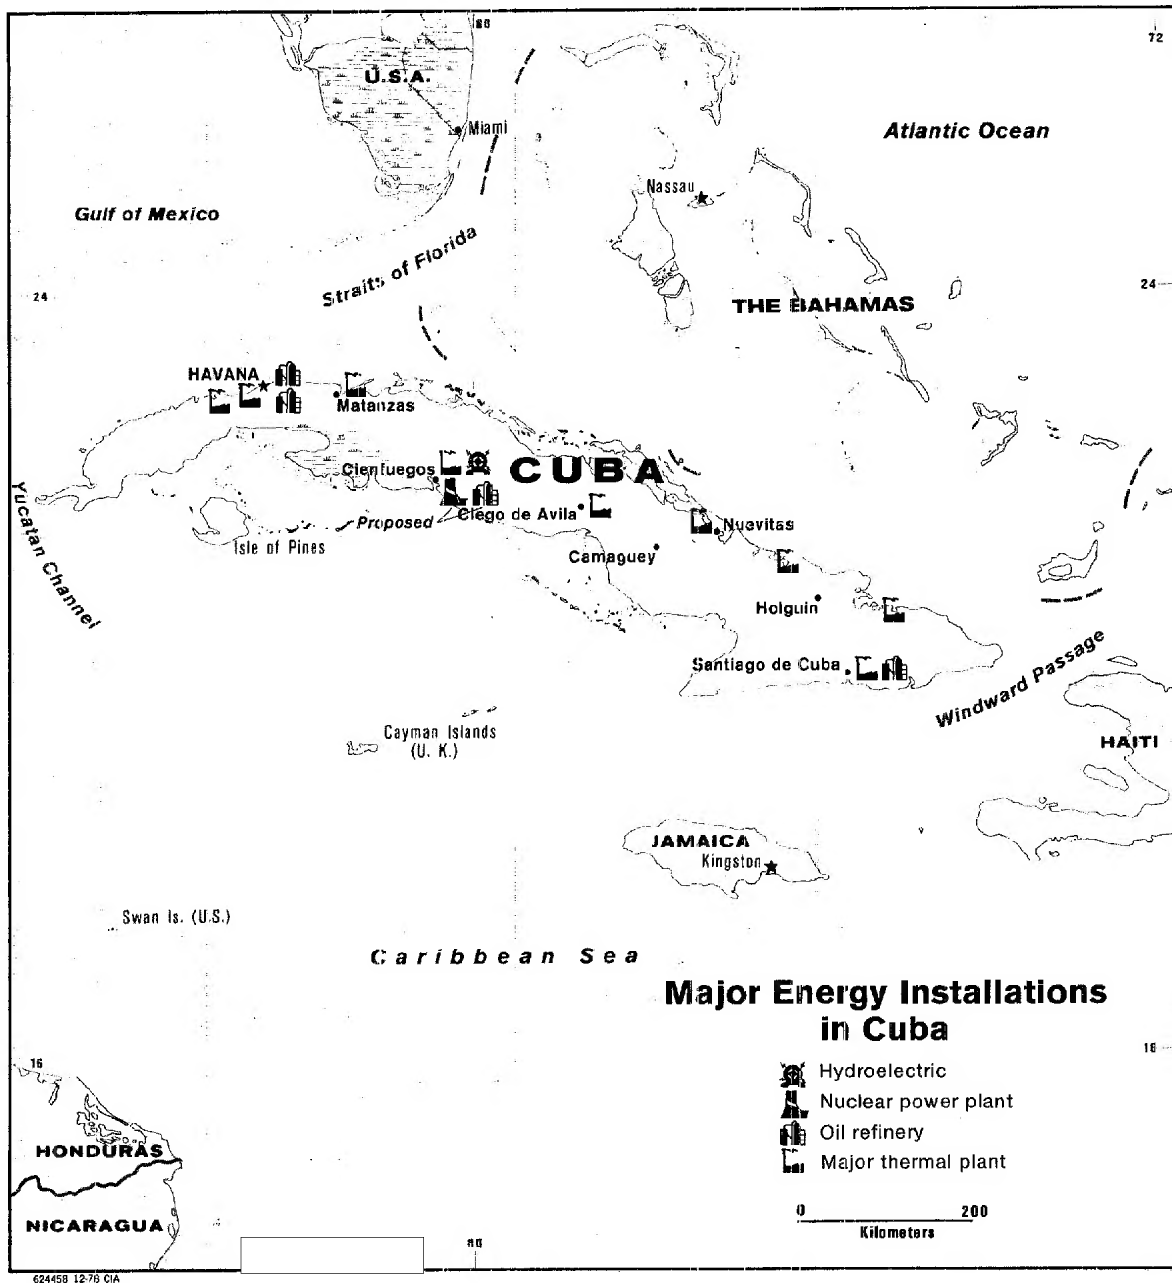 80
72
U.S.A.
Miami
Atlantic Ocean
Nassau
Gulf of Mexico
Straits of Florida
24
24
THE BAHAMAS
HAVANA
Matanzas
Cienfuegos
CUBA
Proposed
Ciego de Avila
Nuevitas
Yucatan Channel
Isle of Pines
Camaguey
Holguin
Santiago de Cuba
Windward Passage
Cayman Islands
(U. K.)
HAITI
JAMAICA
Kingston
Swan Is. (U.S.)
Caribbean Sea
Major Energy Installations
in Cuba
16
16
Hydroelectric
Nuclear power plant
Oil refinery
Major thermal plant
HONDURAS
NICARAGUA
0 200
Kilometers
80
624458 12-76 CIA